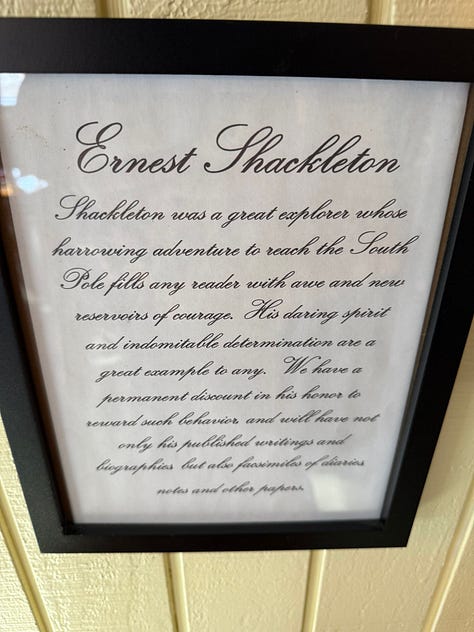 Ernest Shackleton
Shackleton was a great explorer whose
harrowing adventure to reach the South
Pole fills any reader with awe and new
reservoirs of courage. His daring spirit
and indomitable determination are a
great example to any. We have a
permanent discount in his honor to
reward such behavior and will have not
only his published writings and
biographies but also facsimiles of diaries
notes and other papers.